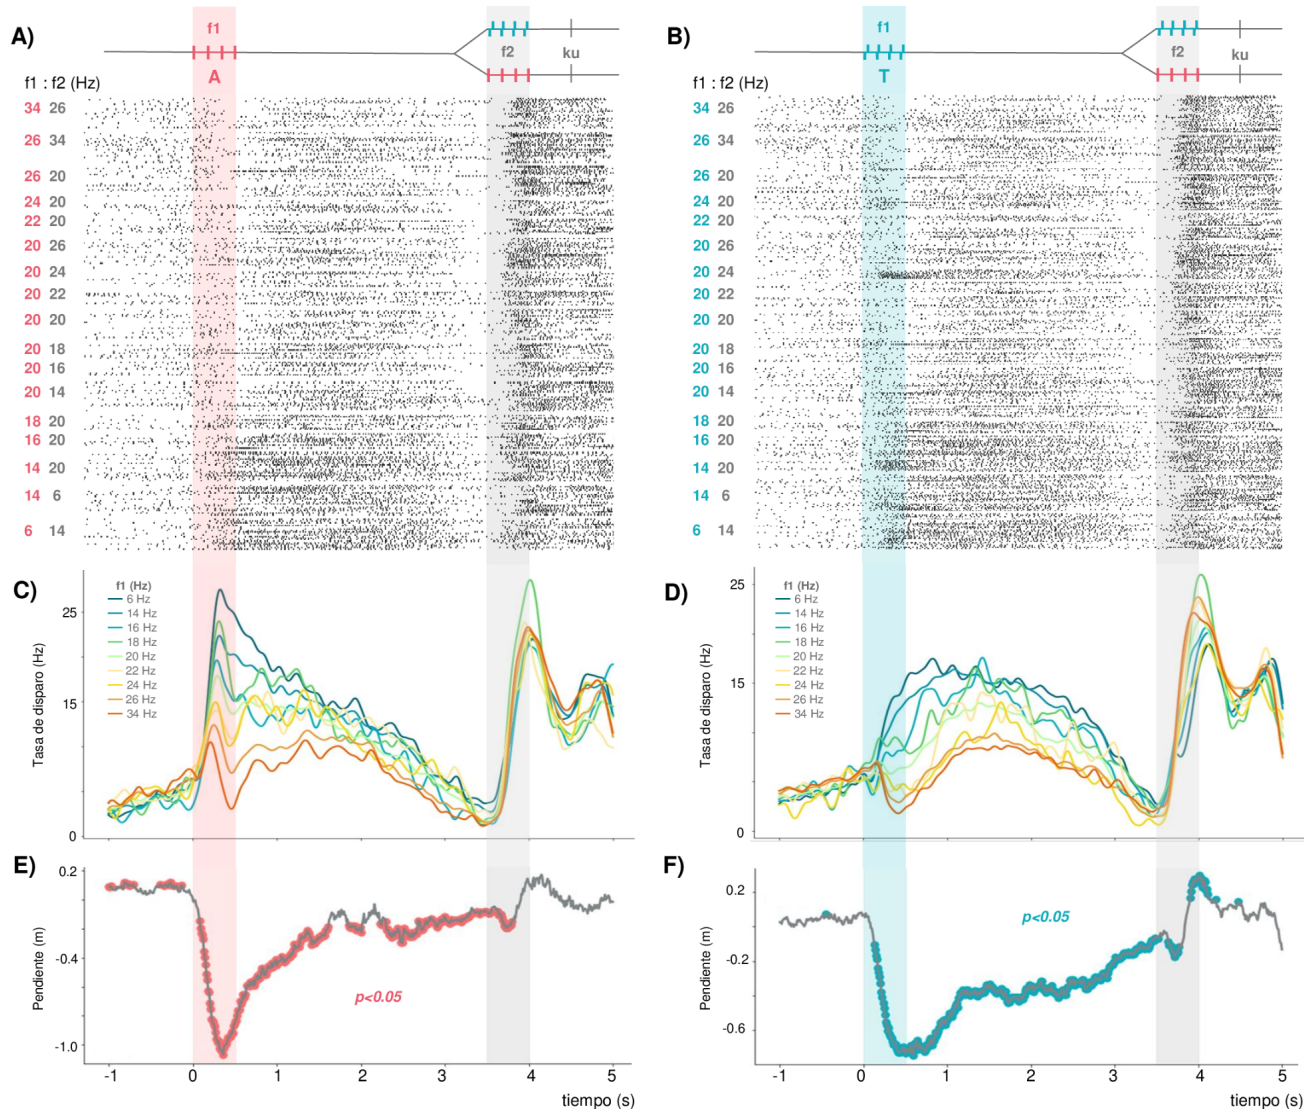 A)
f1
A
f2
ku
f1 : f2 (Hz)
34 26
26 34
26 20
24 20
22 20
20 26
20 24
20 22
20 20
20 18
20 16
20 14
18 20
16 20
14 20
14 6
6 14
B)
f1
T
f2
ku
34 26
26 34
26 20
24 20
22 20
20 26
20 24
20 22
20 20
20 18
20 16
20 14
18 20
16 20
14 20
14 6
6 14
C)
Tasa de disparo (Hz)
25
15
0
f1 (Hz)
6 Hz
14 Hz
16 Hz
18 Hz
20 Hz
22 Hz
24 Hz
26 Hz
34 Hz
D)
Tasa de disparo (Hz)
25
15
0
f1 (Hz)
6 Hz
14 Hz
16 Hz
18 Hz
20 Hz
22 Hz
24 Hz
26 Hz
34 Hz
E)
Pendiente (m)
0.2
-0.4
-1.0
p<0.05
-1 0 1 2 3 4 5
tiempo (s)
F)
Pendiente (m)
0.2
-0.2
-0.6
p<0.05
-1 0 1 2 3 4 5
tiempo (s)